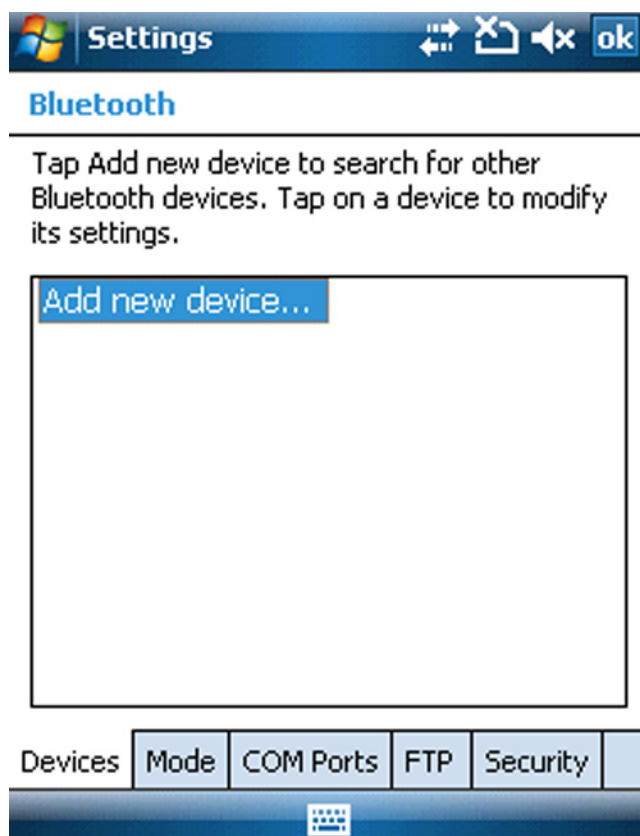 Settings
ok
Bluetooth
Tap Add new device to search for other
Bluetooth devices. Tap on a device to modify
its settings.
Add new device...
Devices
Mode
COM Ports
FTP
Security